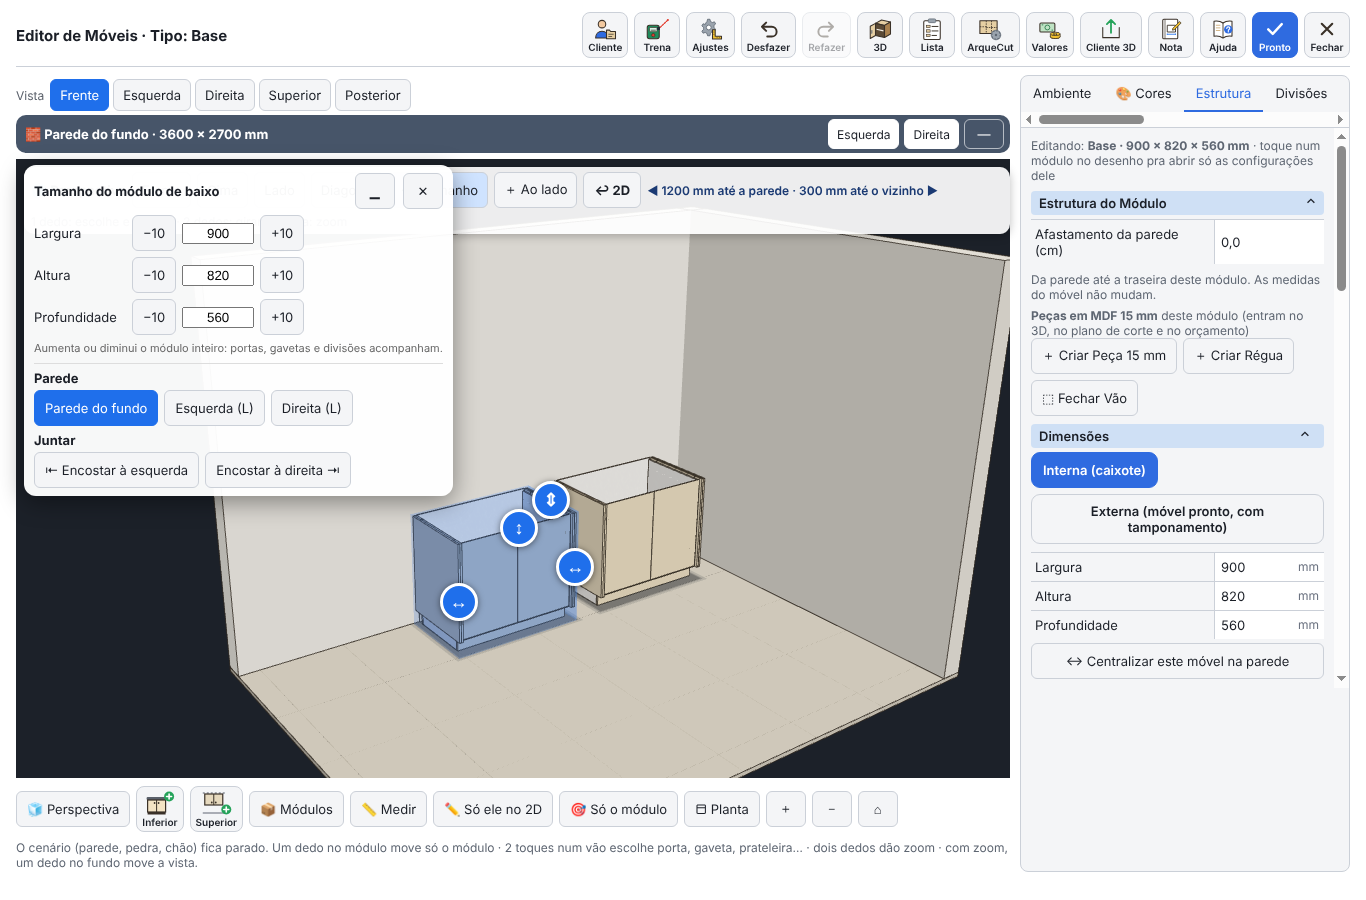 Editor de Móveis · Tipo: Base
Cliente
Trena
Ajustes
Desfazer
Refazer
3D
Lista
ArqueCut
Valores
Cliente 3D
Nota
Ajuda
Pronto
Fechar
Vista
Frente
Esquerda
Direita
Superior
Posterior
Parede do fundo · 3600 × 2700 mm
Esquerda
Direita
—
Tamanho do módulo de baixo
_
×
+ Ao lado
↩ 2D
◀ 1200 mm até a parede · 300 mm até o vizinho ▶
Largura
−10
900
+10
Altura
−10
820
+10
Profundidade
−10
560
+10
Aumenta ou diminui o módulo inteiro: portas, gavetas e divisões acompanham.
Parede
Parede do fundo
Esquerda (L)
Direita (L)
Juntar
⇤ Encostar à esquerda
Encostar à direita ⇥
Perspectiva
Inferior
Superior
Módulos
Medir
Só ele no 2D
Só o módulo
Planta
+
−
⌂
O cenário (parede, pedra, chão) fica parado. Um dedo no módulo move só o módulo · 2 toques num vão escolhe porta, gaveta, prateleira... · dois dedos dão zoom · com zoom,
um dedo no fundo move a vista.
Ambiente
Cores
Estrutura
Divisões
Editando: Base · 900 × 820 × 560 mm · toque num
módulo no desenho pra abrir só as configurações
dele
Estrutura do Módulo
Afastamento da parede
(cm)
0,0
Da parede até a traseira deste módulo. As medidas
do móvel não mudam.
Peças em MDF 15 mm deste módulo (entram no
3D, no plano de corte e no orçamento)
+ Criar Peça 15 mm
+ Criar Régua
Fechar Vão
Dimensões
Interna (caixote)
Externa (móvel pronto, com
tamponamento)
Largura
900
mm
Altura
820
mm
Profundidade
560
mm
↔ Centralizar este móvel na parede